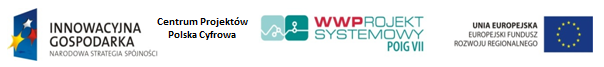 INNOWACYJNA
GOSPODARKA
NARODOWA STRATEGIA SPÓJNOŚCI
Centrum Projektów
Polska Cyfrowa
WWPROJEKT
SYSTEMOWY
POIG VII
UNIA EUROPEJSKA
EUROPEJSKI FUNDUSZ
ROZWOJU REGIONALNEGO